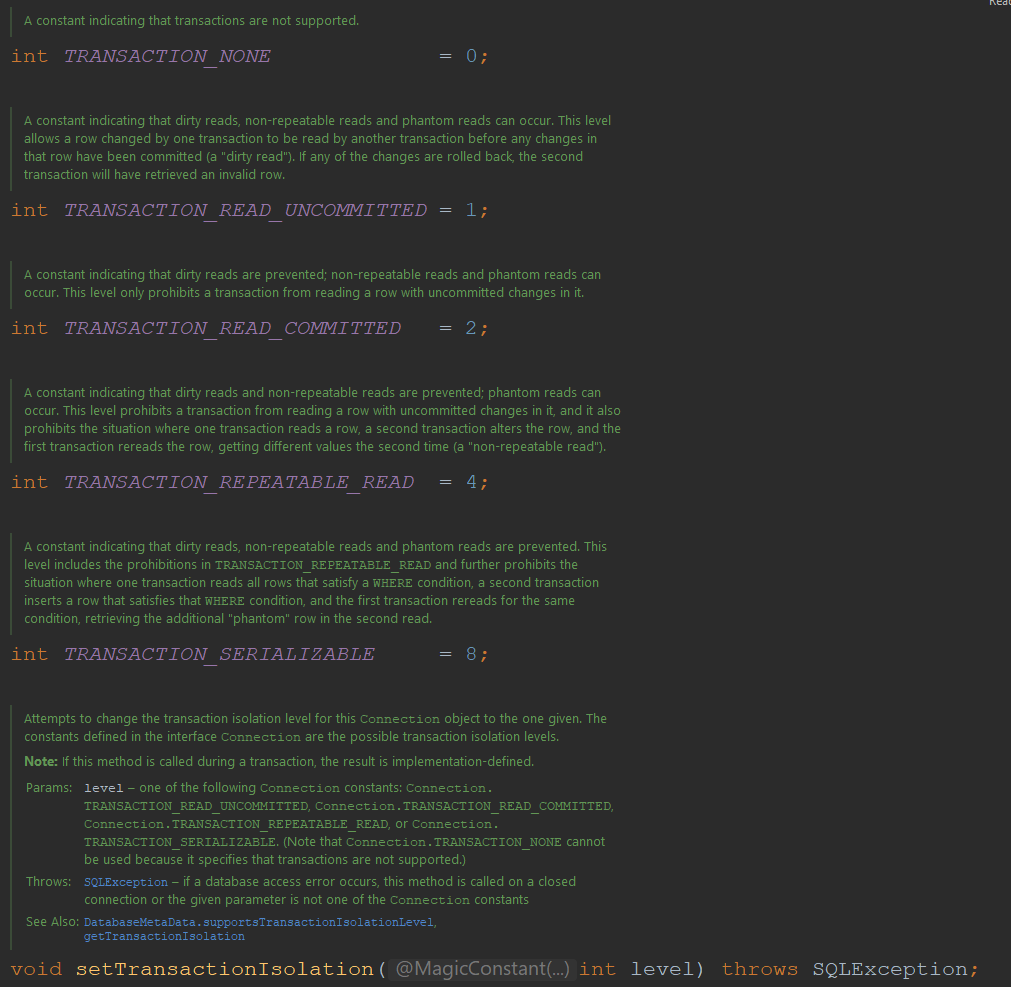 Read
A constant indicating that transactions are not supported.
int TRANSACTION_NONE = 0;
A constant indicating that dirty reads, non-repeatable reads and phantom reads can occur. This level
allows a row changed by one transaction to be read by another transaction before any changes in
that row have been committed (a "dirty read"). If any of the changes are rolled back, the second
transaction will have retrieved an invalid row.
int TRANSACTION_READ_UNCOMMITTED = 1;
A constant indicating that dirty reads are prevented; non-repeatable reads and phantom reads can
occur. This level only prohibits a transaction from reading a row with uncommitted changes in it.
int TRANSACTION_READ_COMMITTED = 2;
A constant indicating that dirty reads and non-repeatable reads are prevented; phantom reads can
occur. This level prohibits a transaction from reading a row with uncommitted changes in it, and it also
prohibits the situation where one transaction reads a row, a second transaction alters the row, and the
first transaction rereads the row, getting different values the second time (a "non-repeatable read").
int TRANSACTION_REPEATABLE_READ = 4;
A constant indicating that dirty reads, non-repeatable reads and phantom reads are prevented. This
level includes the prohibitions in TRANSACTION_REPEATABLE_READ and further prohibits the
situation where one transaction reads all rows that satisfy a WHERE condition, a second transaction
inserts a row that satisfies that WHERE condition, and the first transaction rereads for the same
condition, retrieving the additional "phantom" row in the second read.
int TRANSACTION_SERIALIZABLE = 8;
Attempts to change the transaction isolation level for this Connection object to the one given. The
constants defined in the interface Connection are the possible transaction isolation levels.
Note: If this method is called during a transaction, the result is implementation-defined.
Params: level – one of the following Connection constants: Connection.
TRANSACTION_READ_UNCOMMITTED, Connection.TRANSACTION_READ_COMMITTED,
Connection.TRANSACTION_REPEATABLE_READ, or Connection.
TRANSACTION_SERIALIZABLE. (Note that Connection.TRANSACTION_NONE cannot
be used because it specifies that transactions are not supported.)
Throws: SQLException – if a database access error occurs, this method is called on a closed
connection or the given parameter is not one of the Connection constants
See Also: DatabaseMetaData.supportsTransactionIsolationLevel,
getTransactionIsolation
void setTransactionIsolation( @MagicConstant(...) int level) throws SQLException;